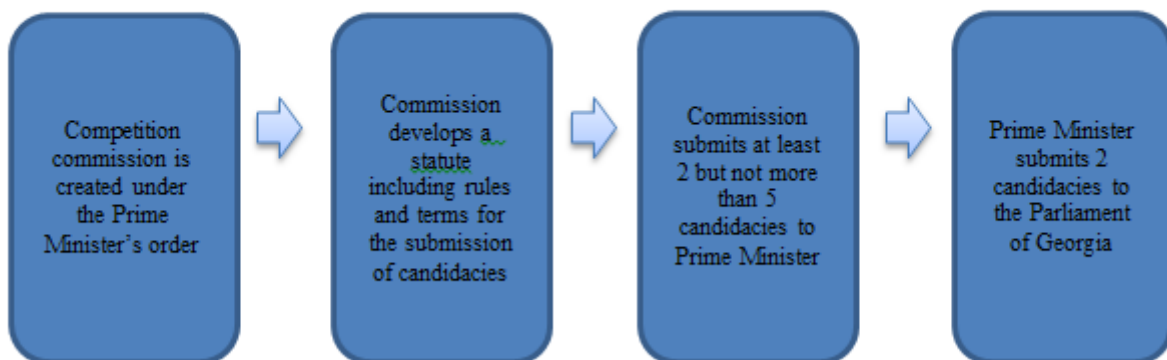 Competition
commission is
created under
the Prime
Minister’s order
Commission
develops a
statute
including rules
and terms for
the submission
of candidacies
Commission
submits at least
2 but not more
than 5
candidacies to
Prime Minister
Prime Minister
submits 2
candidacies to
the Parliament
of Georgia